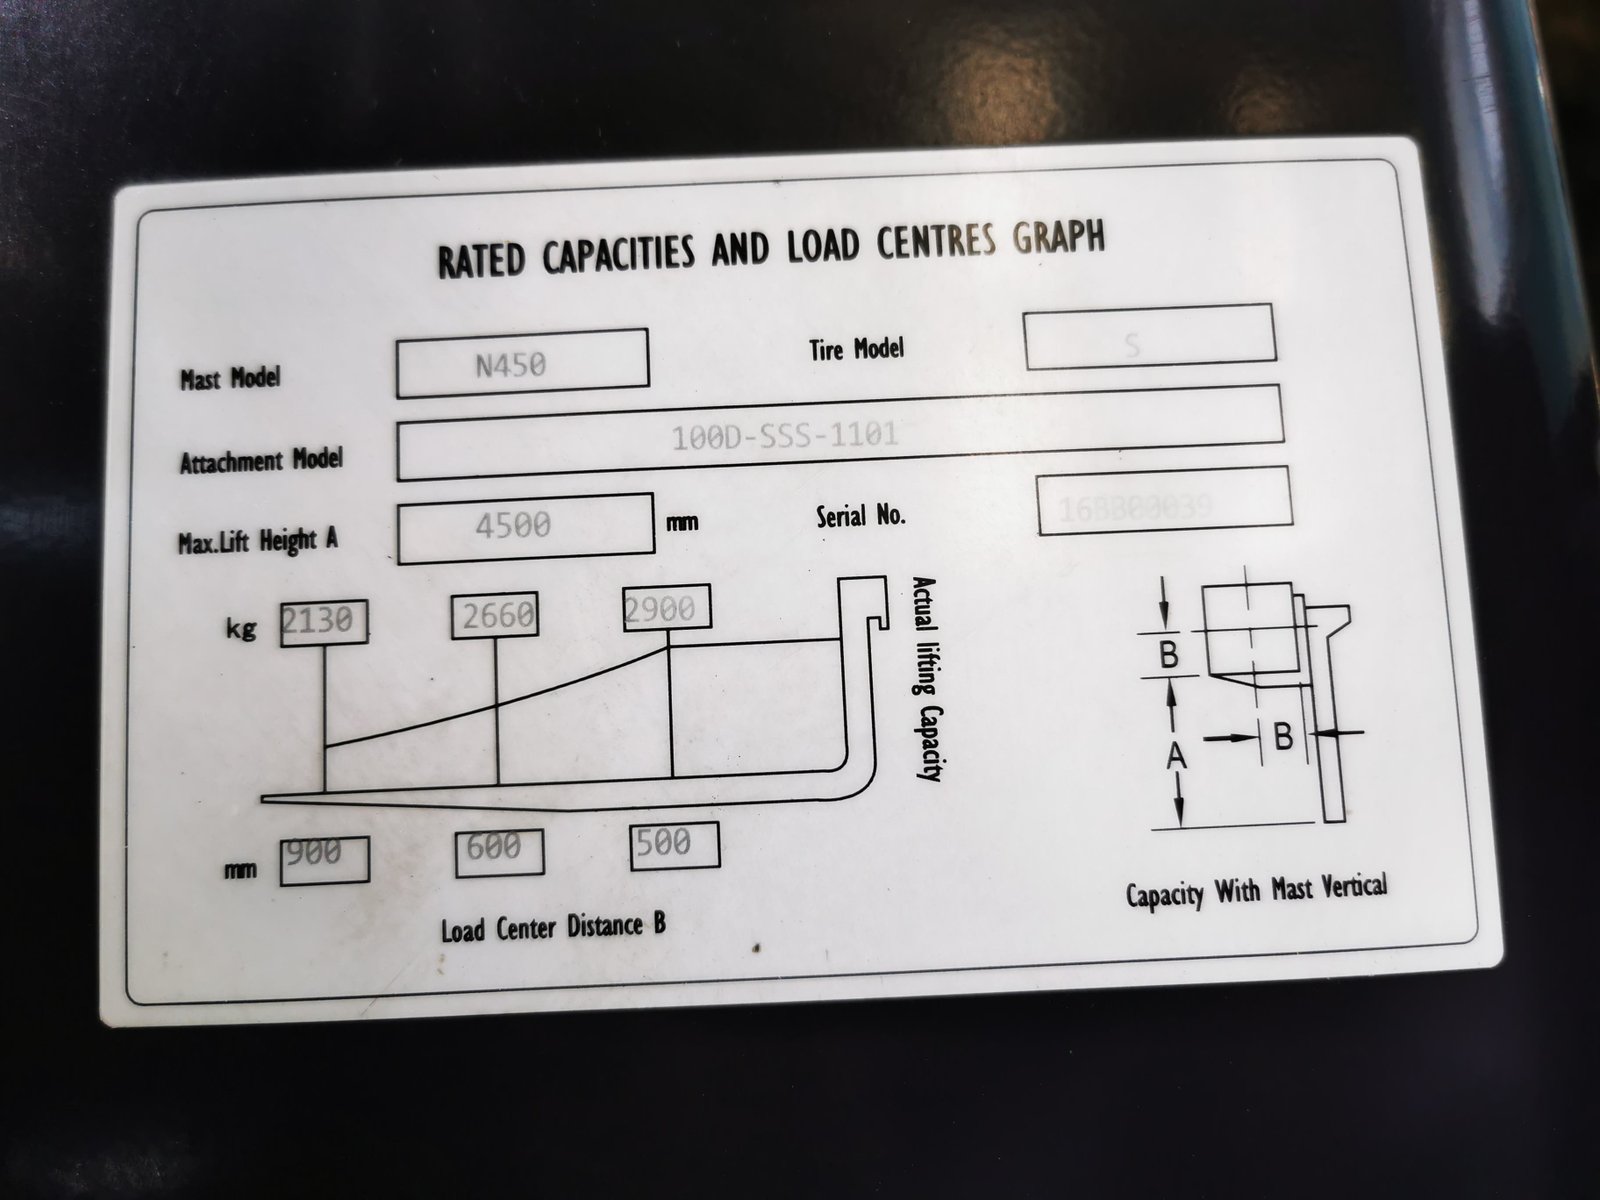 RATED CAPACITIES AND LOAD CENTRES GRAPH
Mast Model N450 Tire Model S
Attachment Model 100D-SSS-1101
Max.Lift Height A 4500 mm Serial No.
kg 2130 2660 2900
Actual lifting Capacity
B
B
A
mm 900 600 500
Load Center Distance B
Capacity With Mast Vertical